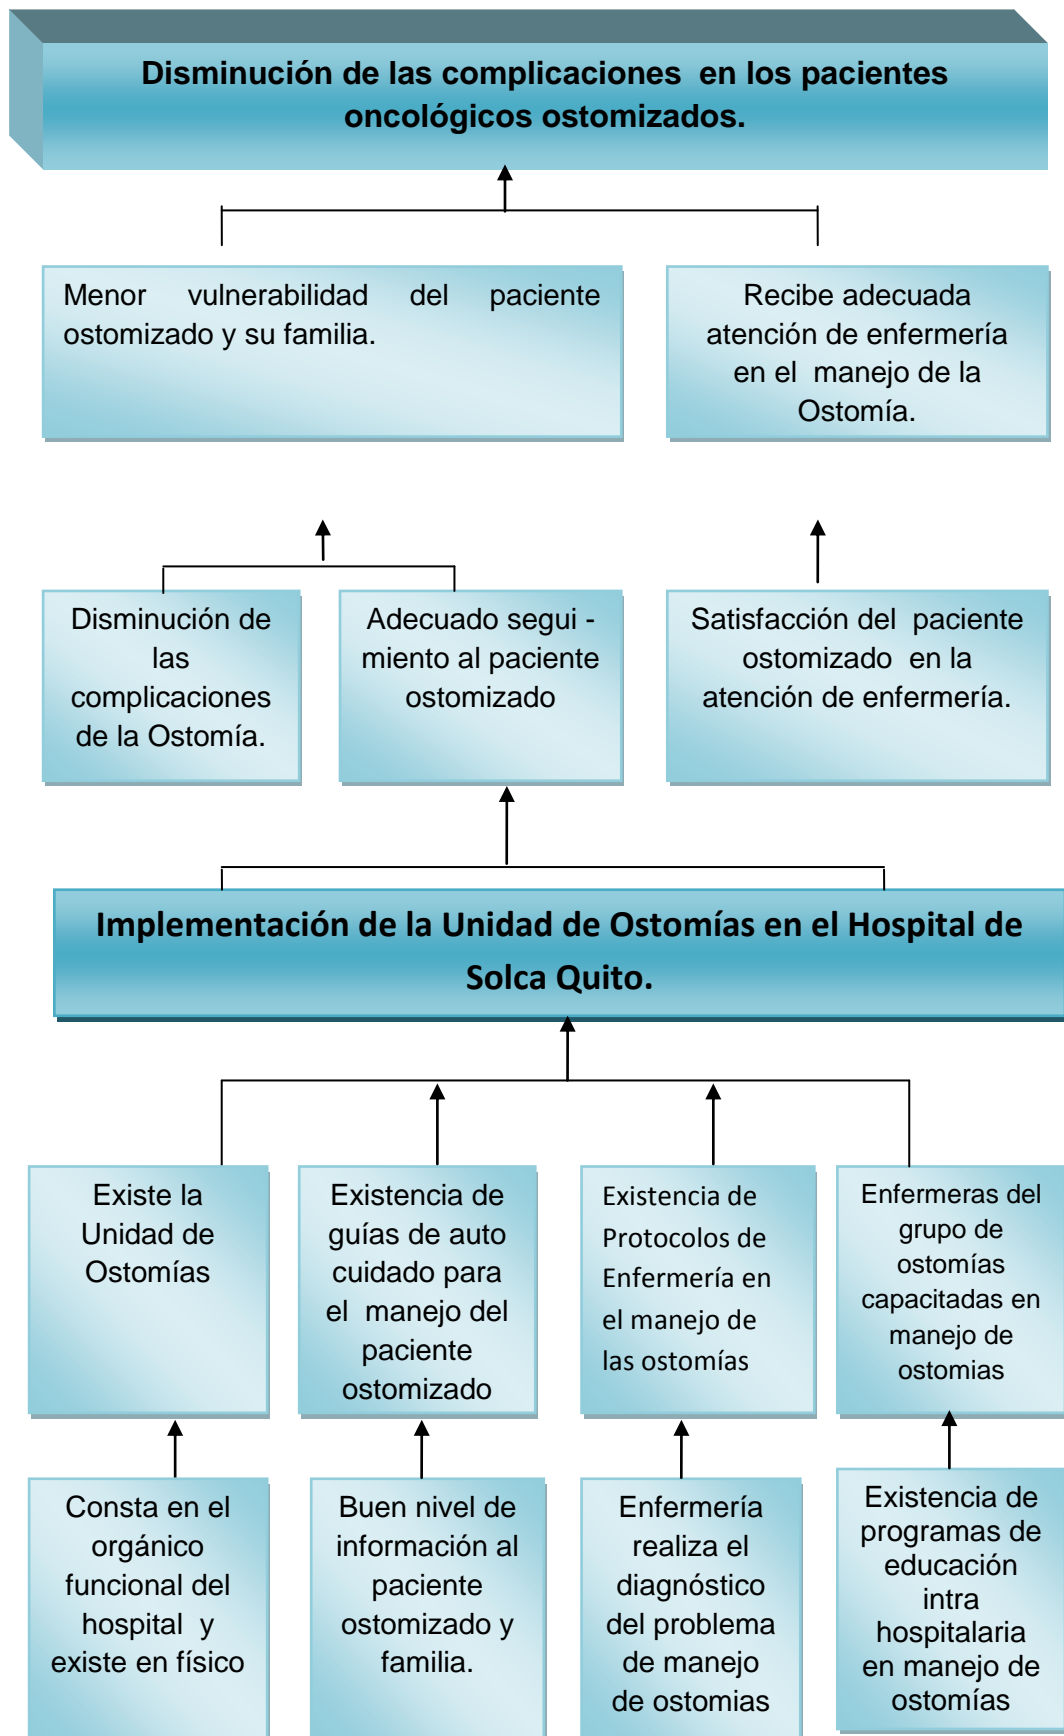 Disminución de las complicaciones en los pacientes
oncológicos ostomizados.
Menor vulnerabilidad del paciente
ostomizado y su familia.
Recibe adecuada
atención de enfermería
en el manejo de la
Ostomía.
Disminución de
las
complicaciones
de la Ostomía.
Adecuado segui -
miento al paciente
ostomizado
Satisfacción del paciente
ostomizado en la
atención de enfermería.
Implementación de la Unidad de Ostomías en el Hospital de
Solca Quito.
Existe la
Unidad de
Ostomías
Existencia de
guías de auto
cuidado para
el manejo del
paciente
ostomizado
Existencia de
Protocolos de
Enfermería en
el manejo de
las ostomías
Enfermeras del
grupo de
ostomías
capacitadas en
manejo de
ostomias
Consta en el
orgánico
funcional del
hospital y
existe en físico
Buen nivel de
información al
paciente
ostomizado y
familia.
Enfermería
realiza el
diagnóstico
del problema
de manejo
de ostomias
Existencia de
programas de
educación
intra
hospitalaria
en manejo de
ostomías